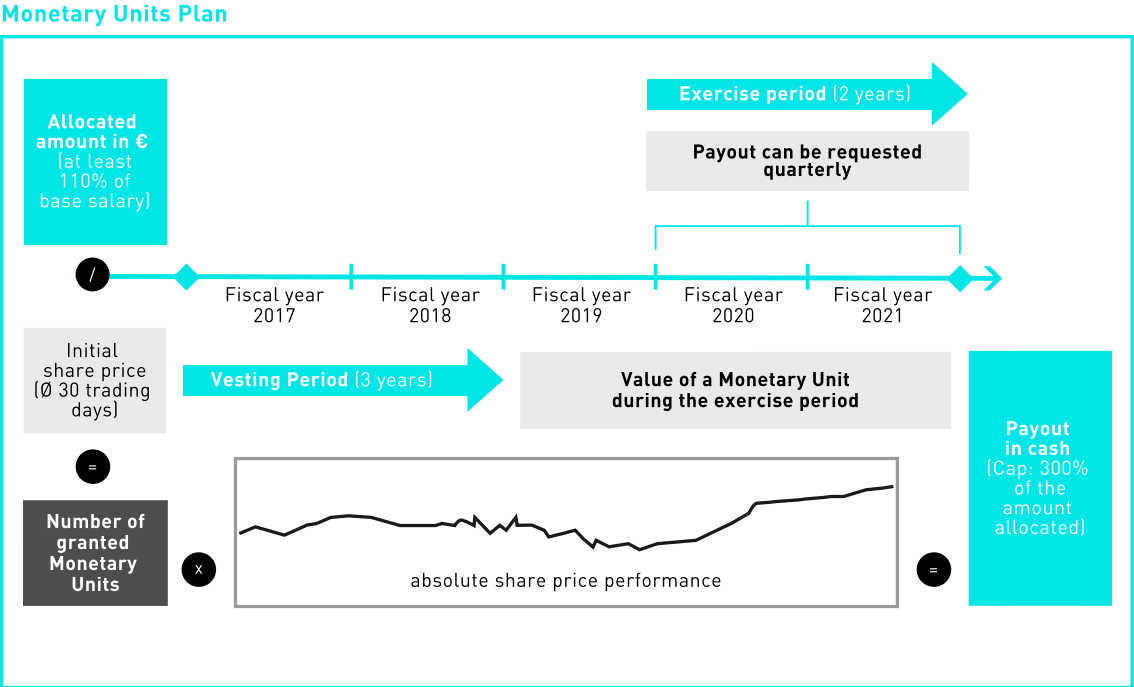 Monetary Units Plan
Allocated
amount in €
(at least
110% of
base salary)
Exercise period (2 years)
Payout can be requested
quarterly
/
Fiscal year
2017
Fiscal year
2018
Fiscal year
2019
Fiscal year
2020
Fiscal year
2021
Initial
share price
(Ø 30 trading
days)
Vesting Period (3 years)
Value of a Monetary Unit
during the exercise period
Payout
in cash
(Cap: 300%
of the
amount
allocated)
=
Number of
granted
Monetary
Units
x
absolute share price performance
=